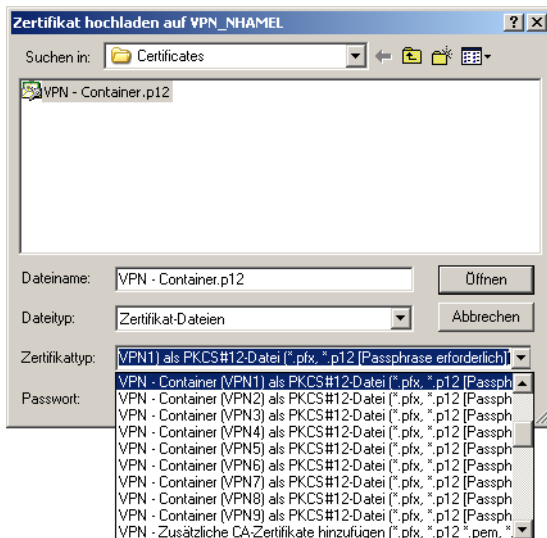 Zertifikat hochladen auf VPN_NHAMEL
Suchen in: Certificates
VPN - Container.p12
Dateiname: VPN - Container.p12 Öffnen
Dateityp: Zertifikat-Dateien Abbrechen
Zertifikattyp: VPN1) als PKCS#12-Datei (*.pfx, *.p12 [Passphrase erforderlich]
Passwort:
VPN - Container (VPN1) als PKCS#12-Datei (*.pfx, *.p12 [Passph
VPN - Container (VPN2) als PKCS#12-Datei (*.pfx, *.p12 [Passph
VPN - Container (VPN3) als PKCS#12-Datei (*.pfx, *.p12 [Passph
VPN - Container (VPN4) als PKCS#12-Datei (*.pfx, *.p12 [Passph
VPN - Container (VPN5) als PKCS#12-Datei (*.pfx, *.p12 [Passph
VPN - Container (VPN6) als PKCS#12-Datei (*.pfx, *.p12 [Passph
VPN - Container (VPN7) als PKCS#12-Datei (*.pfx, *.p12 [Passph
VPN - Container (VPN8) als PKCS#12-Datei (*.pfx, *.p12 [Passph
VPN - Container (VPN9) als PKCS#12-Datei (*.pfx, *.p12 [Passph
VPN - Zusätzliche CA-Zertifikate hinzufügen (*.pfx, *.p12 *.pem, *.